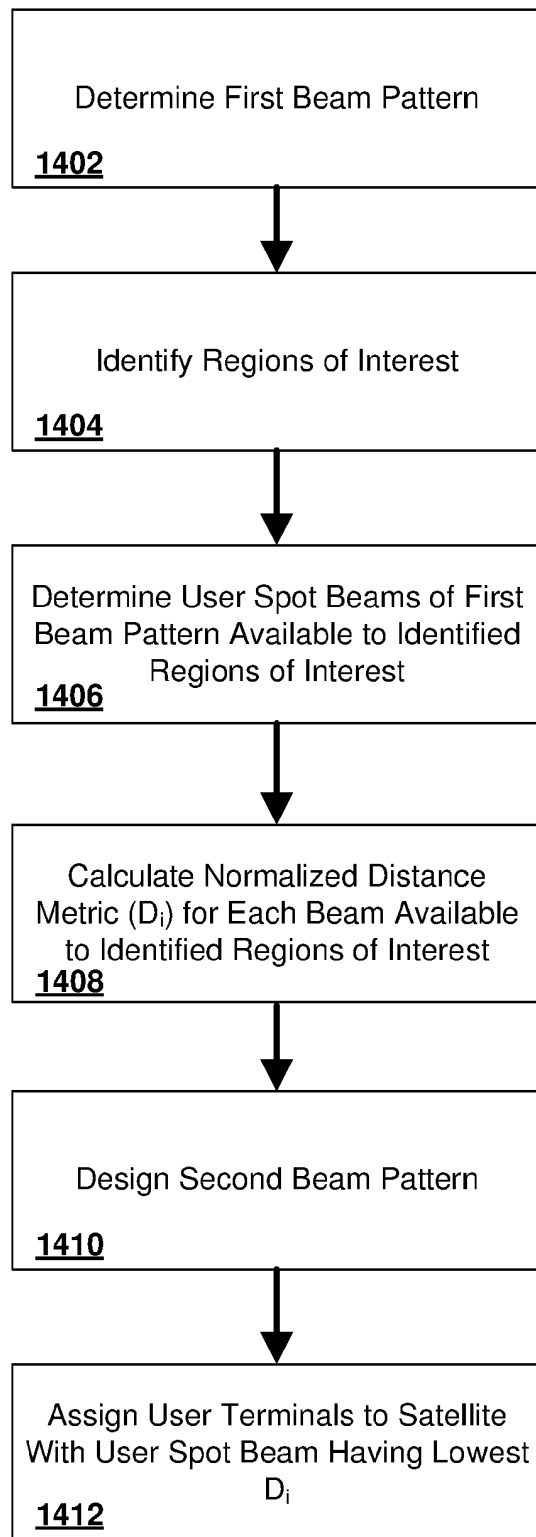 Determine First Beam Pattern
1402
Identify Regions of Interest
1404
Determine User Spot Beams of First
Beam Pattern Available to Identified
Regions of Interest
1406
Calculate Normalized Distance
Metric (Dᵢ) for Each Beam Available
to Identified Regions of Interest
1408
Design Second Beam Pattern
1410
Assign User Terminals to Satellite
With User Spot Beam Having Lowest
Dᵢ
1412